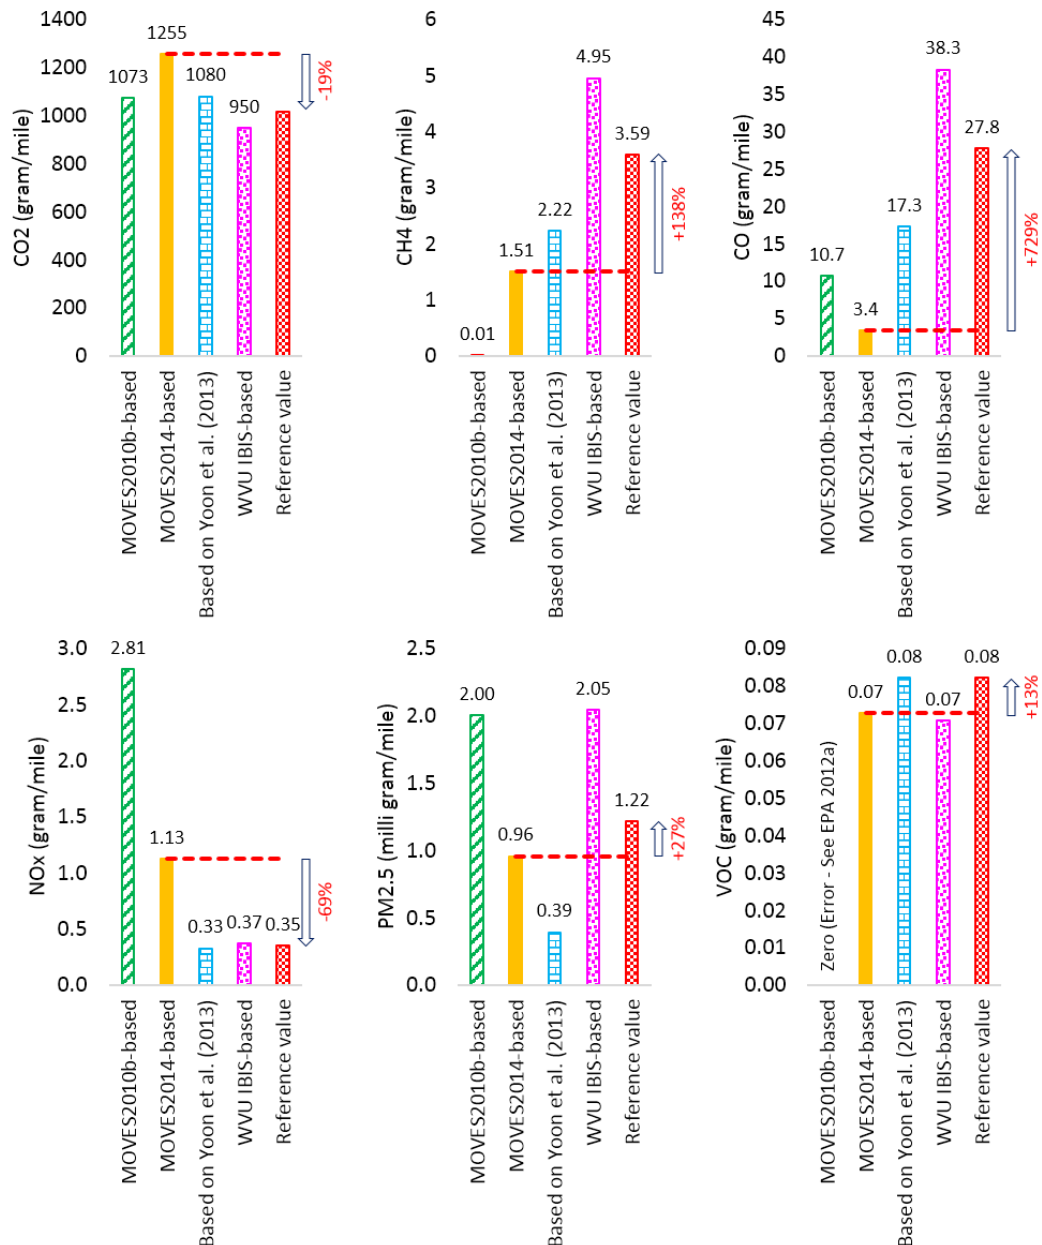 CO2 (gram/mile)
1400
1200
1000
800
600
400
200
0
1073
1255
1080
950
-19%
MOVES2010b-based
MOVES2014-based
Based on Yoon et al. (2013)
WVU IBIS-based
Reference value
CH4 (gram/mile)
6
5
4
3
2
1
0
0.01
1.51
2.22
4.95
3.59
+138%
MOVES2010b-based
MOVES2014-based
Based on Yoon et al. (2013)
WVU IBIS-based
Reference value
CO (gram/mile)
45
40
35
30
25
20
15
10
5
0
10.7
3.4
17.3
38.3
27.8
+729%
MOVES2010b-based
MOVES2014-based
Based on Yoon et al. (2013)
WVU IBIS-based
Reference value
NOx (gram/mile)
3.0
2.5
2.0
1.5
1.0
0.5
0.0
2.81
1.13
0.33
0.37
0.35
-69%
MOVES2010b-based
MOVES2014-based
Based on Yoon et al. (2013)
WVU IBIS-based
Reference value
PM2.5 (milli gram/mile)
2.5
2.0
1.5
1.0
0.5
0.0
2.00
0.96
0.39
2.05
1.22
+27%
MOVES2010b-based
MOVES2014-based
Based on Yoon et al. (2013)
WVU IBIS-based
Reference value
VOC (gram/mile)
0.09
0.08
0.07
0.06
0.05
0.04
0.03
0.02
0.01
0.00
Zero (Error - See EPA 2012a)
0.07
0.08
0.07
0.08
+13%
MOVES2010b-based
MOVES2014-based
Based on Yoon et al. (2013)
WVU IBIS-based
Reference value